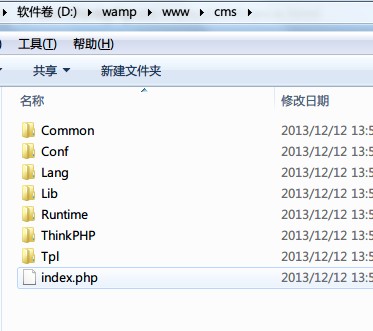 软件卷 (D:) wamp www cms
工具(T) 帮助(H)
共享 新建文件夹
名称 修改日期
Common 2013/12/12 13:5
Conf 2013/12/12 13:5
Lang 2013/12/12 13:5
Lib 2013/12/12 13:5
Runtime 2013/12/12 13:5
ThinkPHP 2013/12/12 13:5
Tpl 2013/12/12 13:5
index.php 2013/12/12 13:5